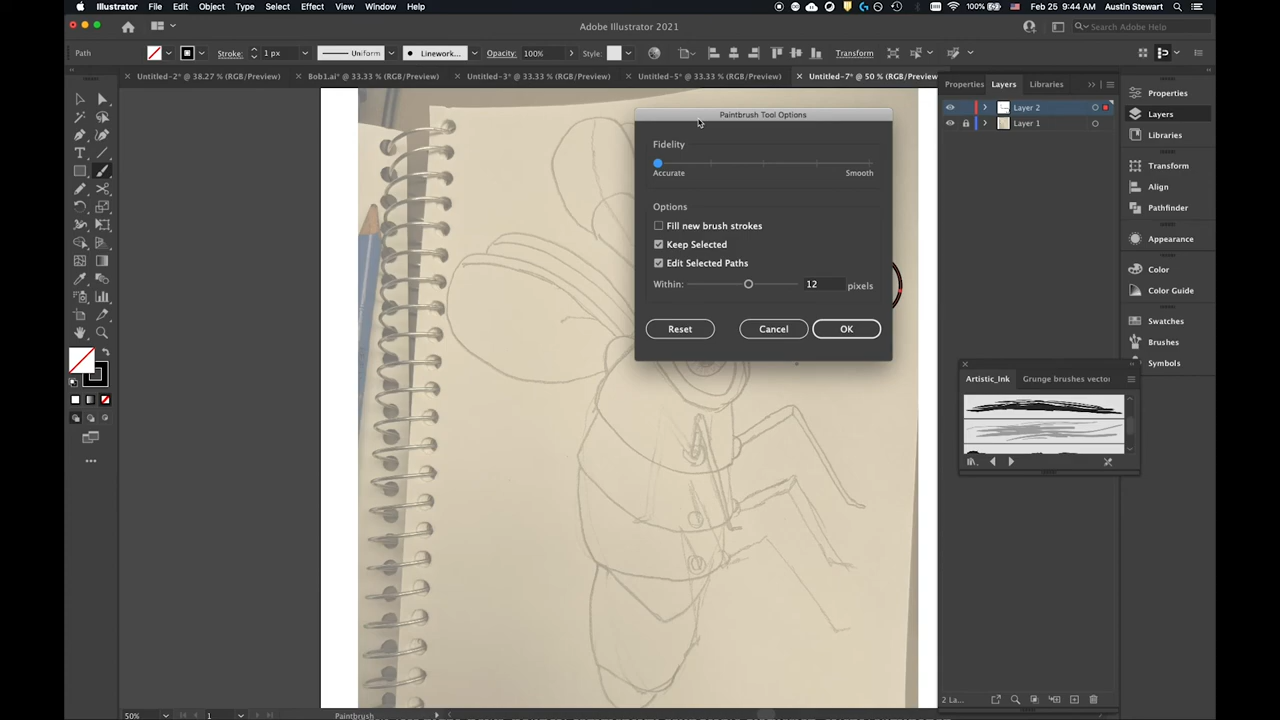 Illustrator File Edit Object Type Select Effect View Window Help
100% Feb 25 9:44 AM Austin Stewart
Adobe Illustrator 2021
Search Adobe Help
Path Stroke: 1 px Uniform Linework... Opacity: 100% Style: Transform
Untitled-2* @ 38.27 % (RGB/Preview) Bob1.ai* @ 33.33 % (RGB/Preview) Untitled-3* @ 33.33 % (RGB/Preview) Untitled-5* @ 33.33 % (RGB/Preview) Untitled-7* @ 50 % (RGB/Preview)
Properties Layers Libraries
Layer 2
Layer 1
Properties
Layers
Libraries
Transform
Align
Pathfinder
Appearance
Color
Color Guide
Swatches
Brushes
Symbols
Paintbrush Tool Options
Fidelity
Accurate Smooth
Options
Fill new brush strokes
Keep Selected
Edit Selected Paths
Within: 12 pixels
Reset Cancel OK
Artistic_Ink Grunge brushes vector
2 La...
50% 1 Paintbrush